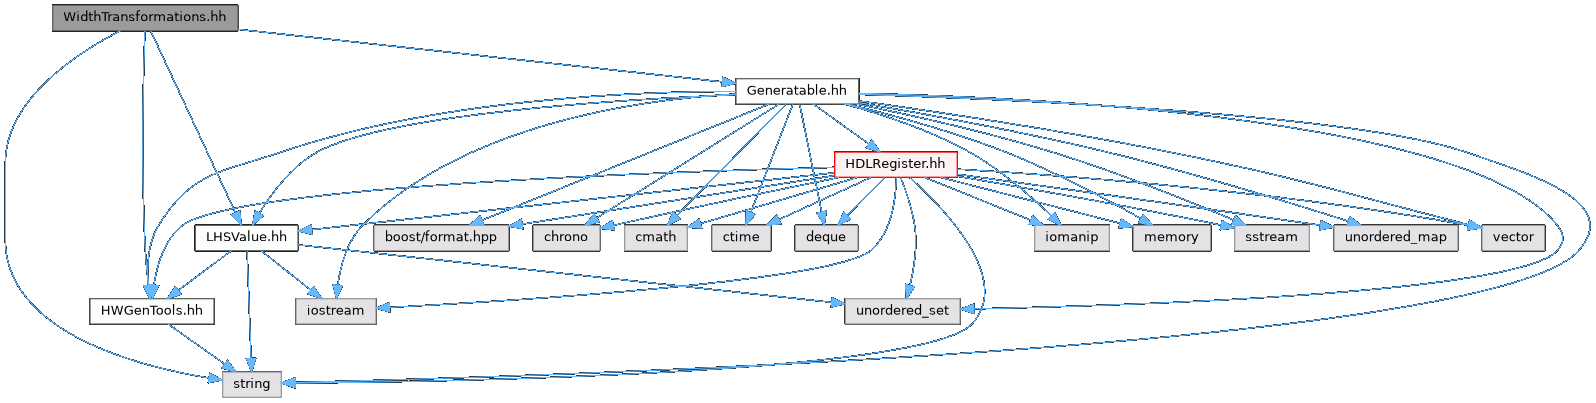 WidthTransformations.hh
Generatable.hh
HDLRegister.hh
LHSValue.hh
boost/format.hpp
chrono
cmath
ctime
deque
iomanip
memory
sstream
unordered_map
vector
HWGenTools.hh
iostream
unordered_set
string